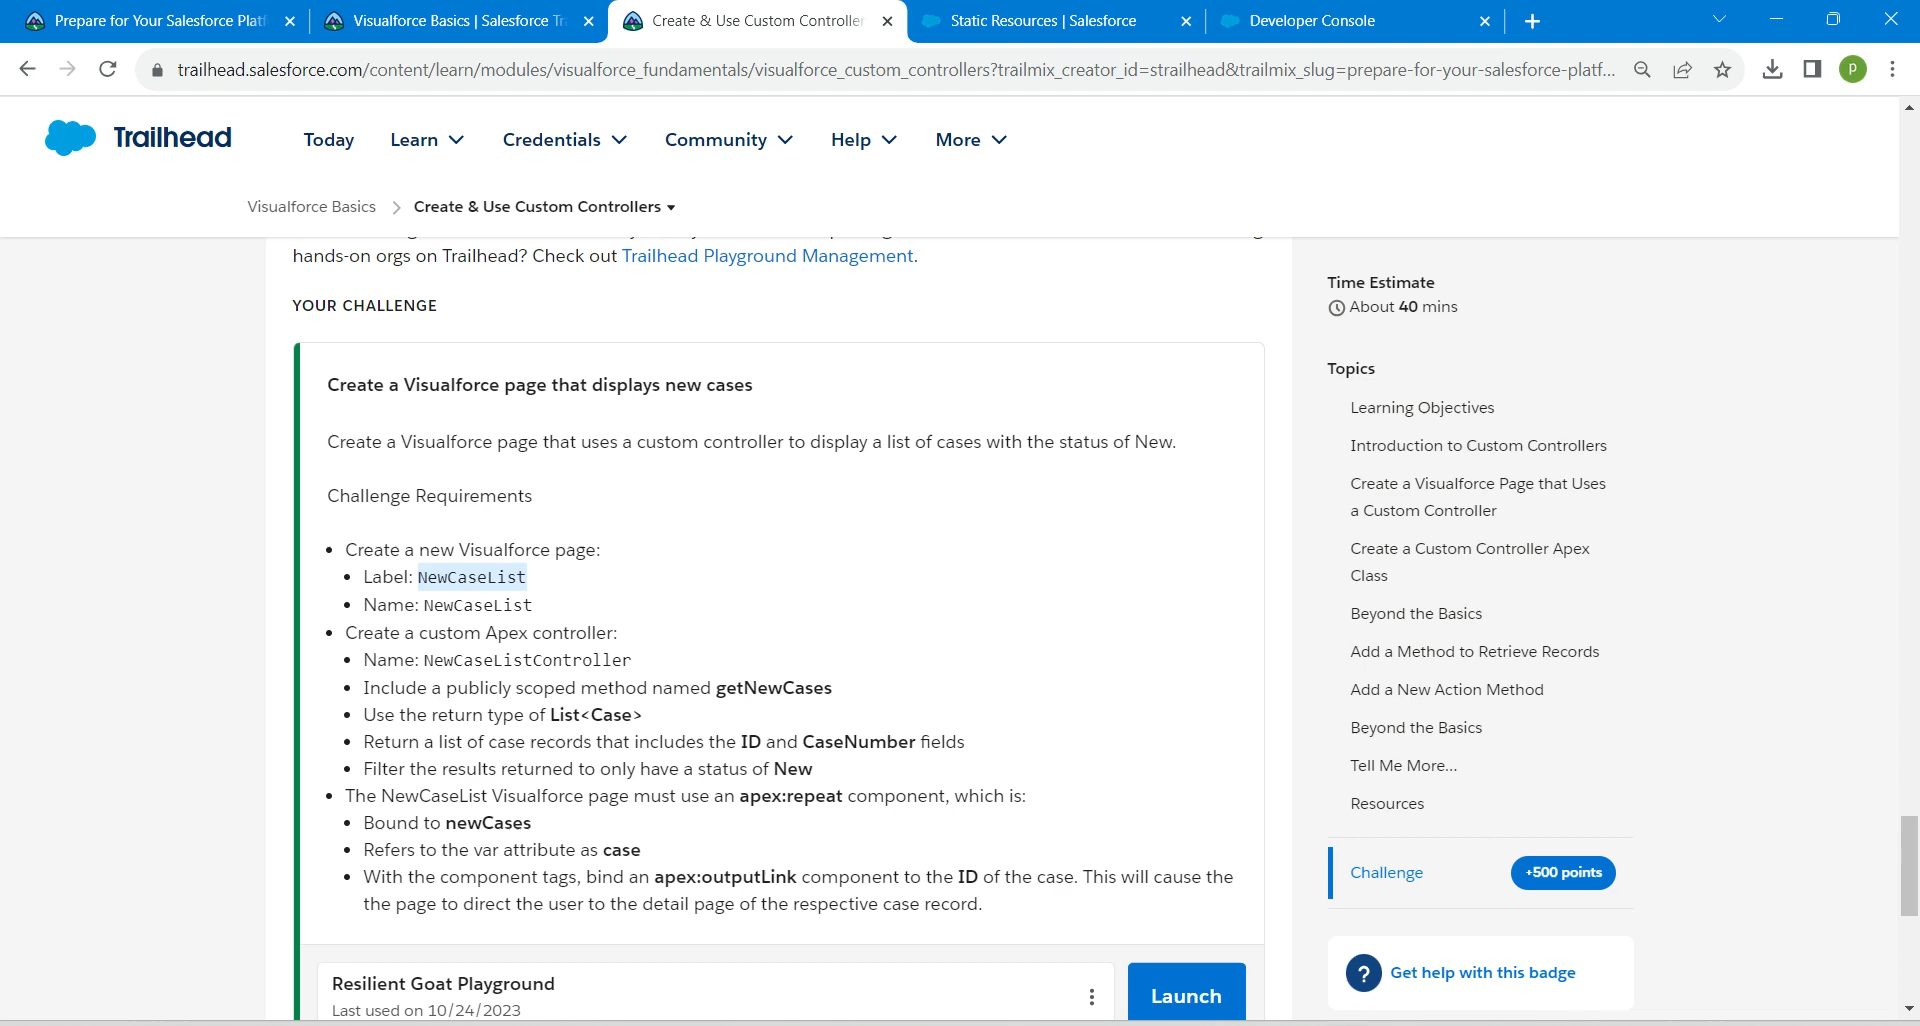 Prepare for Your Salesforce Platf
Visualforce Basics | Salesforce Tr
Create & Use Custom Controller
Static Resources | Salesforce
Developer Console
trailhead.salesforce.com/content/learn/modules/visualforce_fundamentals/visualforce_custom_controllers?trailmix_creator_id=strailhead&trailmix_slug=prepare-for-your-salesforce-platf...
P
Trailhead
Today
Learn
Credentials
Community
Help
More
Visualforce Basics
Create & Use Custom Controllers
hands-on orgs on Trailhead? Check out Trailhead Playground Management.
YOUR CHALLENGE
Create a Visualforce page that displays new cases
Create a Visualforce page that uses a custom controller to display a list of cases with the status of New.
Challenge Requirements
• Create a new Visualforce page:
• Label: NewCaseList
• Name: NewCaseList
• Create a custom Apex controller:
• Name: NewCaseListController
• Include a publicly scoped method named getNewCases
• Use the return type of List<Case>
• Return a list of case records that includes the ID and CaseNumber fields
• Filter the results returned to only have a status of New
• The NewCaseList Visualforce page must use an apex:repeat component, which is:
• Bound to newCases
• Refers to the var attribute as case
• With the component tags, bind an apex:outputLink component to the ID of the case. This will cause the
the page to direct the user to the detail page of the respective case record.
Resilient Goat Playground
Last used on 10/24/2023
Launch
Time Estimate
About 40 mins
Topics
Learning Objectives
Introduction to Custom Controllers
Create a Visualforce Page that Uses
a Custom Controller
Create a Custom Controller Apex
Class
Beyond the Basics
Add a Method to Retrieve Records
Add a New Action Method
Beyond the Basics
Tell Me More...
Resources
Challenge
+500 points
? Get help with this badge